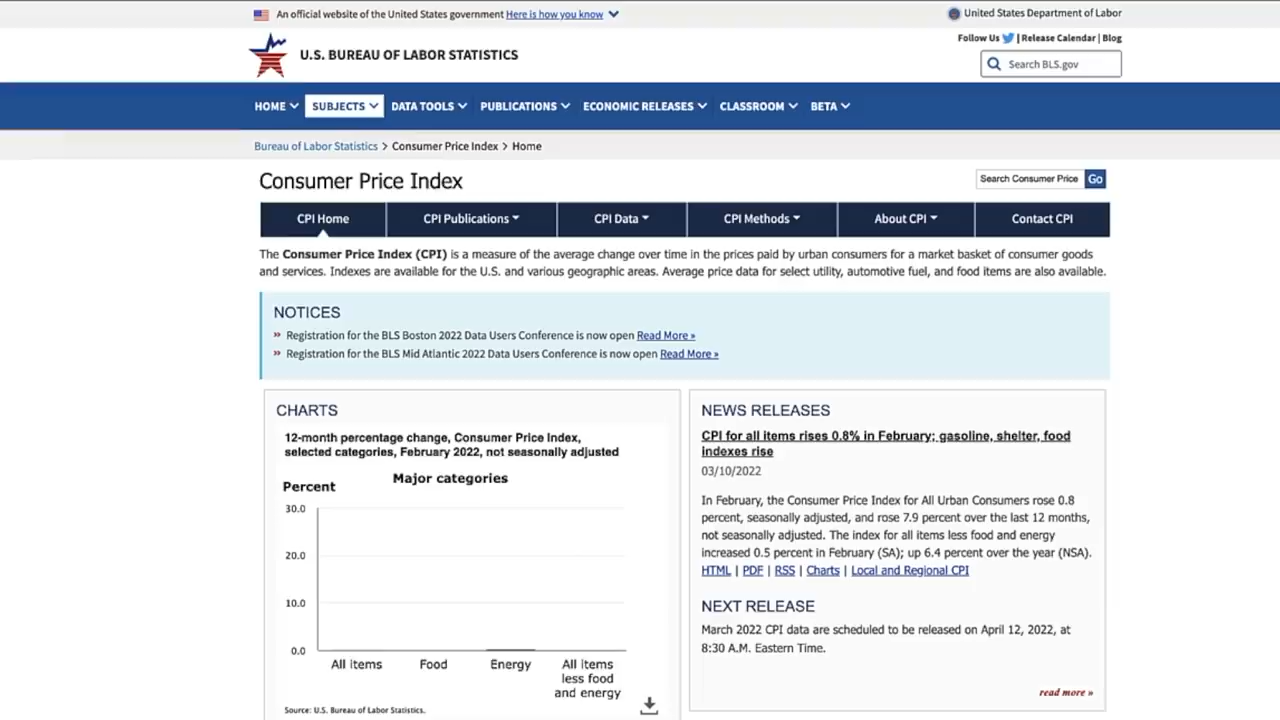 An official website of the United States government Here is how you know
United States Department of Labor
Follow Us | Release Calendar | Blog
U.S. BUREAU OF LABOR STATISTICS
Search BLS.gov
HOME SUBJECTS DATA TOOLS PUBLICATIONS ECONOMIC RELEASES CLASSROOM BETA
Bureau of Labor Statistics > Consumer Price Index > Home
Consumer Price Index
Search Consumer Price Go
CPI Home CPI Publications CPI Data CPI Methods About CPI Contact CPI
The Consumer Price Index (CPI) is a measure of the average change over time in the prices paid by urban consumers for a market basket of consumer goods
and services. Indexes are available for the U.S. and various geographic areas. Average price data for select utility, automotive fuel, and food items are also available.
NOTICES
» Registration for the BLS Boston 2022 Data Users Conference is now open Read More »
» Registration for the BLS Mid Atlantic 2022 Data Users Conference is now open Read More »
CHARTS
12-month percentage change, Consumer Price Index,
selected categories, February 2022, not seasonally adjusted
Major categories
Percent
30.0
20.0
10.0
0.0
All items Food Energy All items
less food
and energy
Source: U.S. Bureau of Labor Statistics.
NEWS RELEASES
CPI for all items rises 0.8% in February; gasoline, shelter, food
indexes rise
03/10/2022
In February, the Consumer Price Index for All Urban Consumers rose 0.8
percent, seasonally adjusted, and rose 7.9 percent over the last 12 months,
not seasonally adjusted. The index for all items less food and energy
increased 0.5 percent in February (SA); up 6.4 percent over the year (NSA).
HTML | PDF | RSS | Charts | Local and Regional CPI
NEXT RELEASE
March 2022 CPI data are scheduled to be released on April 12, 2022, at
8:30 A.M. Eastern Time.
read more »